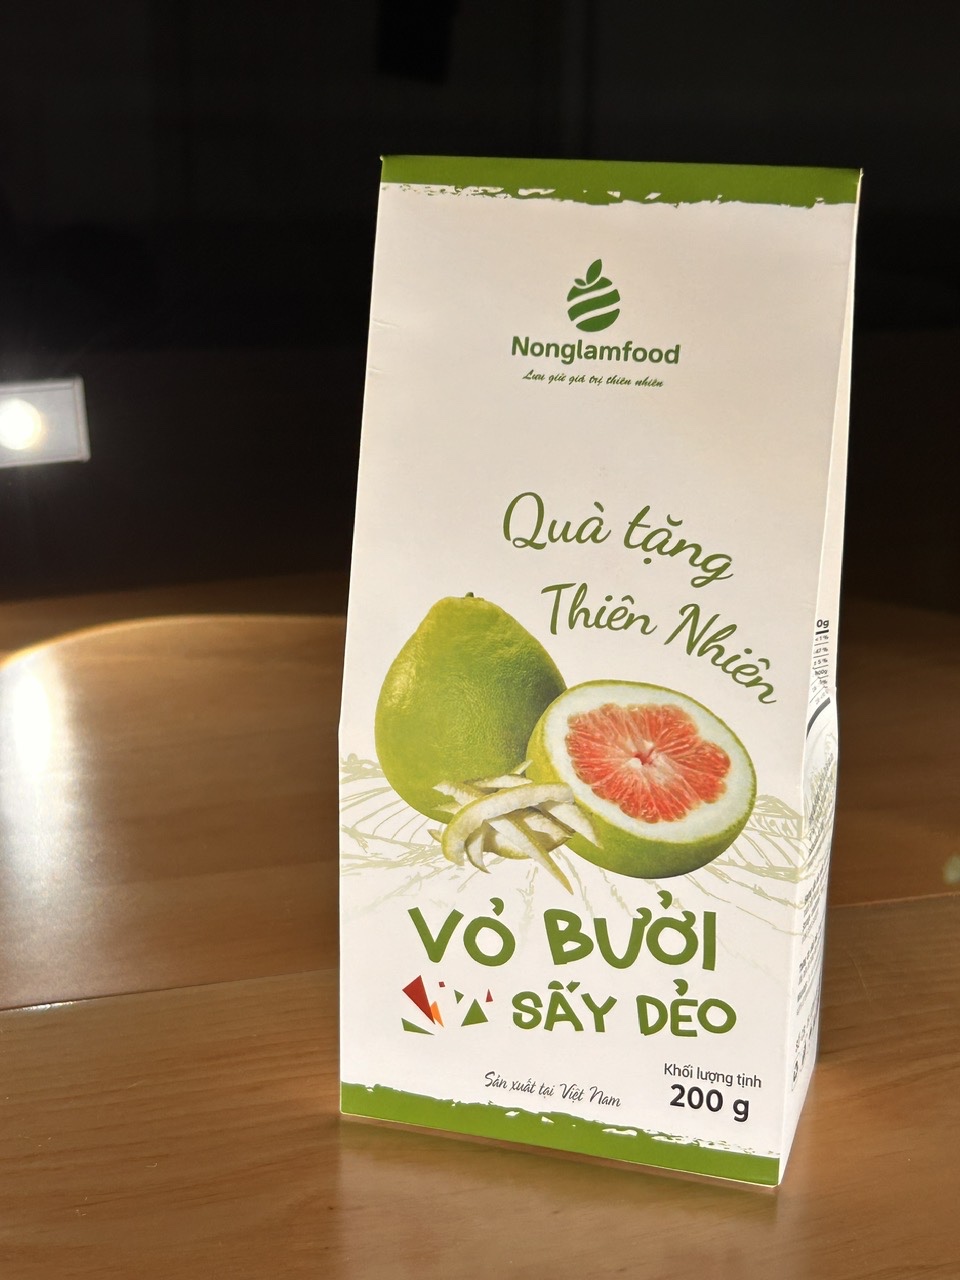 Nonglamfood
Lưu giữ giá trị thiên nhiên
Quà tặng
Thiên Nhiên
VỎ BƯỞI
SẤY DẺO
Sản xuất tại Việt Nam
Khối lượng tịnh
200 g
0g